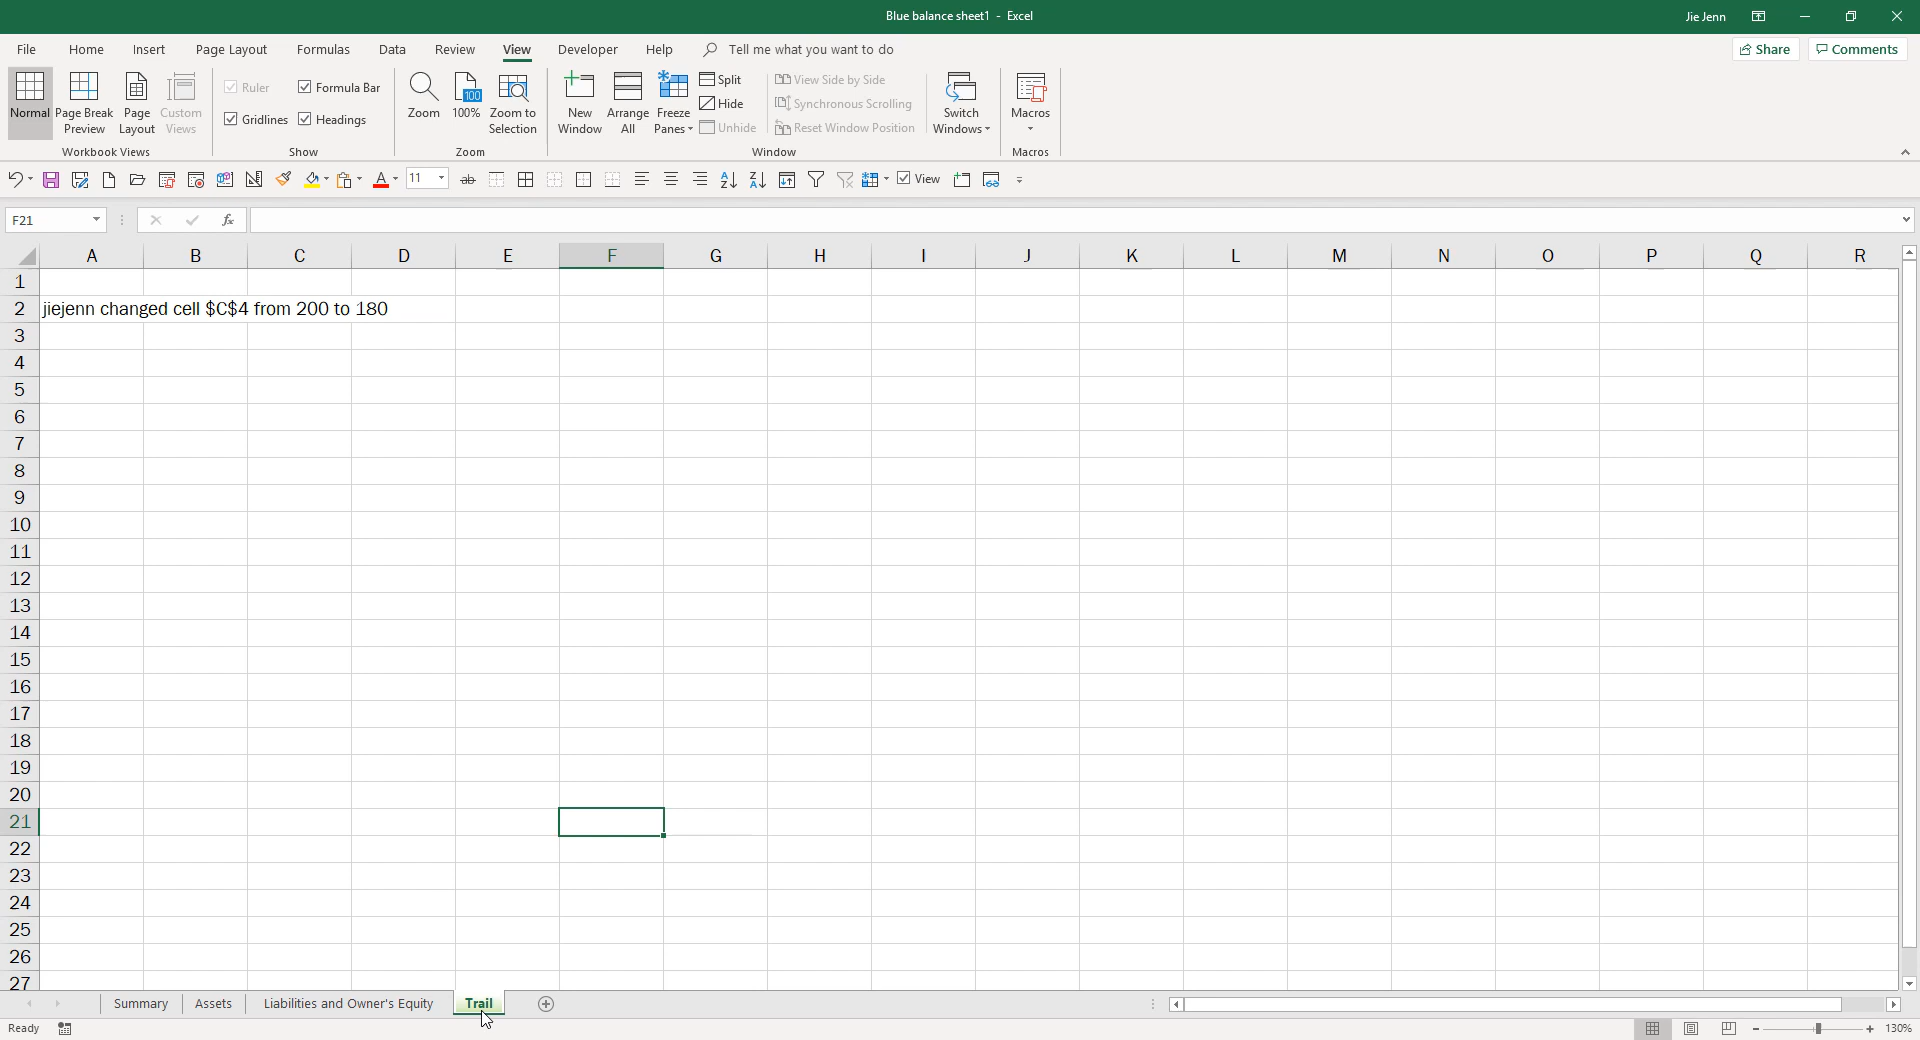 Blue balance sheet1 - Excel
Jie Jenn
File Home Insert Page Layout Formulas Data Review View Developer Help Tell me what you want to do
Share Comments
Normal Page Break Preview Page Layout Custom Views
Workbook Views
Ruler Formula Bar
Gridlines Headings
Show
Zoom 100 100% Zoom to Selection
Zoom
New Window Arrange All Freeze Panes
Split
Hide
Unhide
View Side by Side
Synchronous Scrolling
Reset Window Position
Switch Windows
Window
Macros
Macros
11 ab View
F21 fx
A B C D E F G H I J K L M N O P Q R
1
2 jiejenn changed cell $C$4 from 200 to 180
3
4
5
6
7
8
9
10
11
12
13
14
15
16
17
18
19
20
21
22
23
24
25
26
27
Summary Assets Liabilities and Owner's Equity Trail
Ready 130%